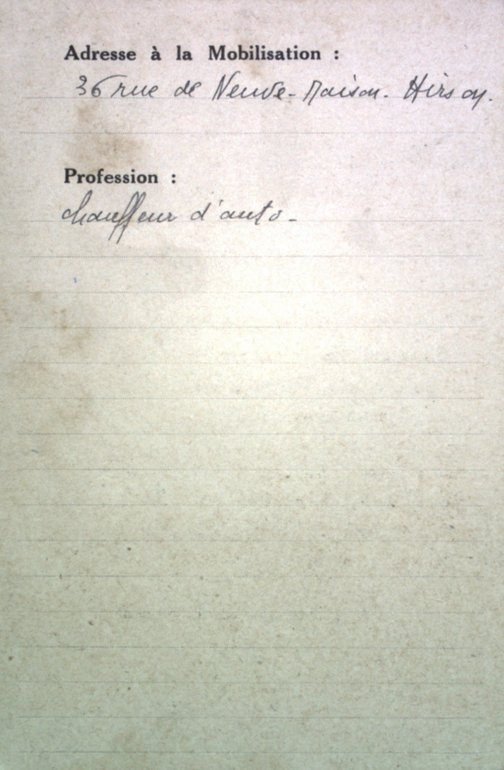 Adresse à la Mobilisation :
36 rue de Neuve-Maison. Hirson.
Profession :
chauffeur d'auto-